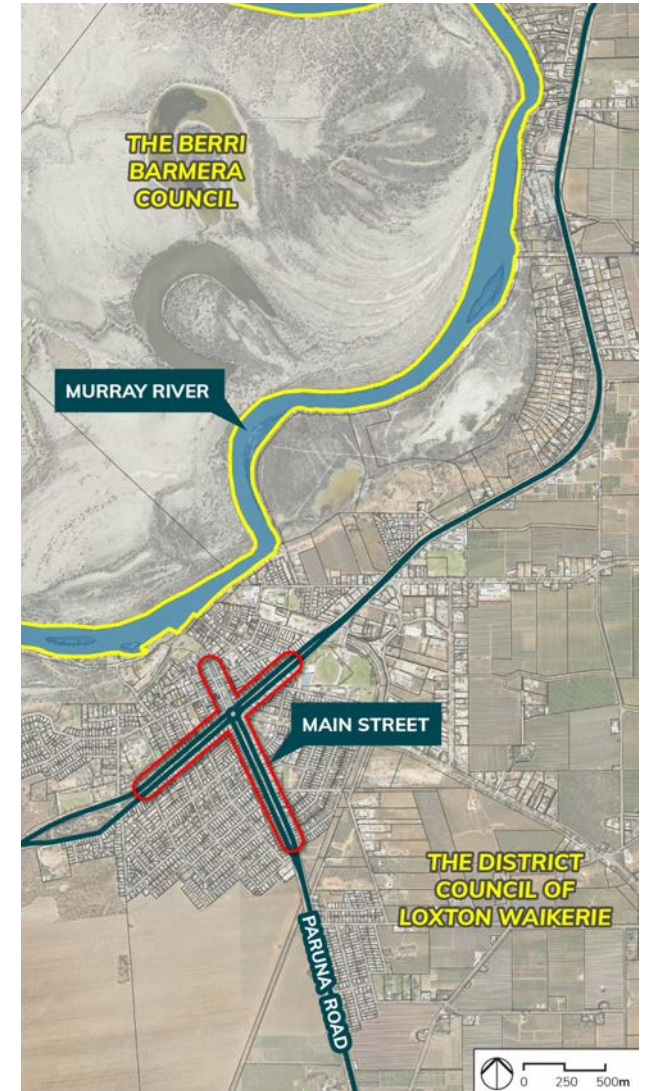 THE BERRI
BARMERA
COUNCIL
MURRAY RIVER
MAIN STREET
THE DISTRICT
COUNCIL OF
LOXTON WAIKERIE
PARUNA ROAD
0 250 500m